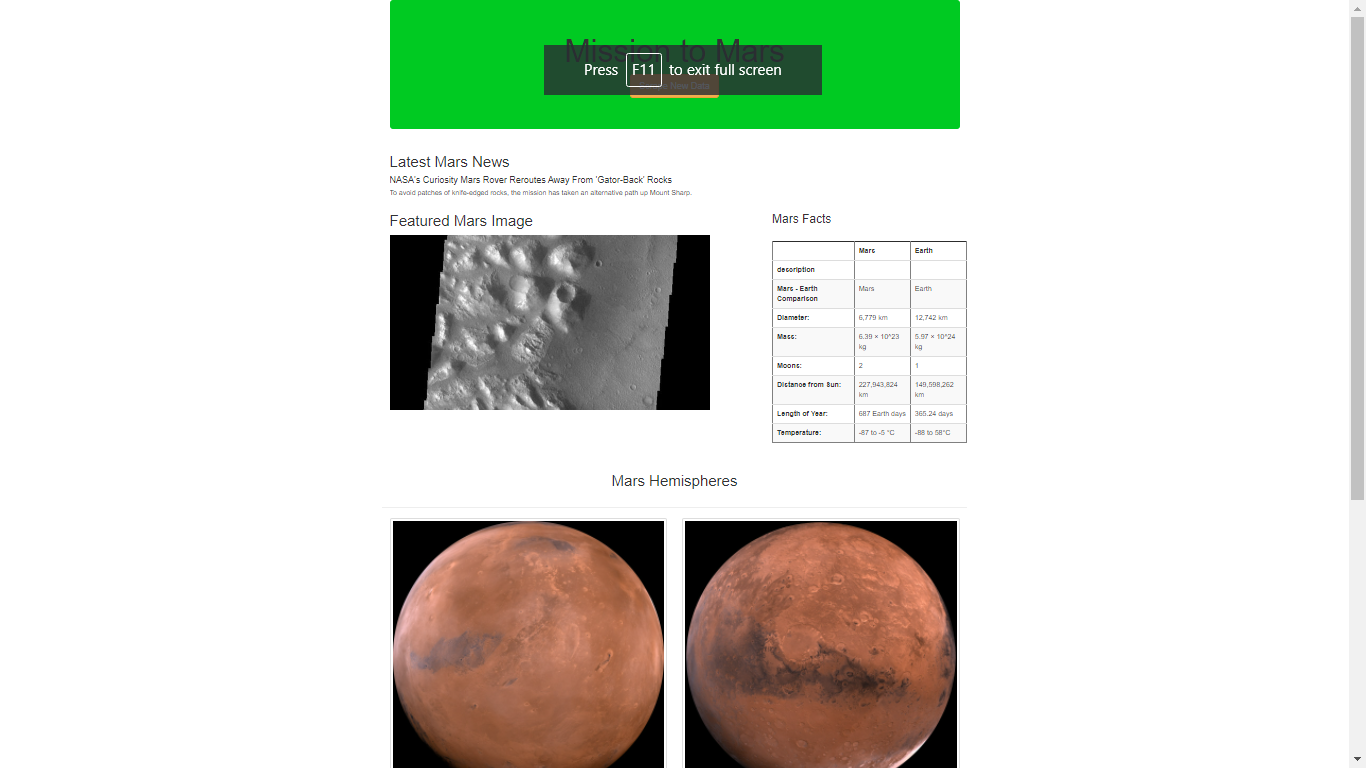 Mission to Mars
Press F11 to exit full screen
New Data
Latest Mars News
NASA's Curiosity Mars Rover Reroutes Away From 'Gator-Back' Rocks
To avoid patches of knife-edged rocks, the mission has taken an alternative path up Mount Sharp.
Featured Mars Image
Mars Facts
Mars Earth
description
Mars - Earth Comparison Mars Earth
Diameter: 6,779 km 12,742 km
Mass: 6.39 × 10^23 kg 5.97 × 10^24 kg
Moons: 2 1
Distance from Sun: 227,943,824 km 149,598,262 km
Length of Year: 687 Earth days 365.24 days
Temperature: -87 to -5 °C -88 to 58°C
Mars Hemispheres